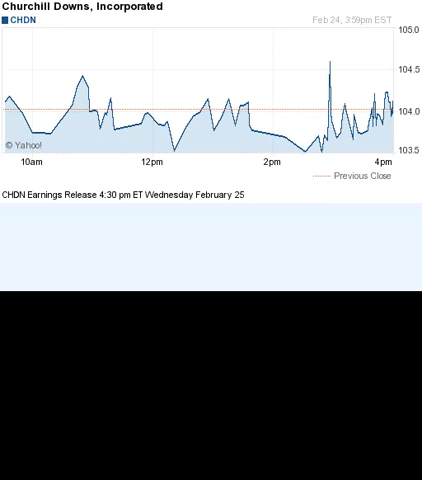 Churchill Downs, Incorporated
CHDN Feb 24, 3:59pm EST
105.0
104.5
104.0
103.5
© Yahoo!
10am 12pm 2pm 4pm
Previous Close
CHDN Earnings Release 4:30 pm ET Wednesday February 25